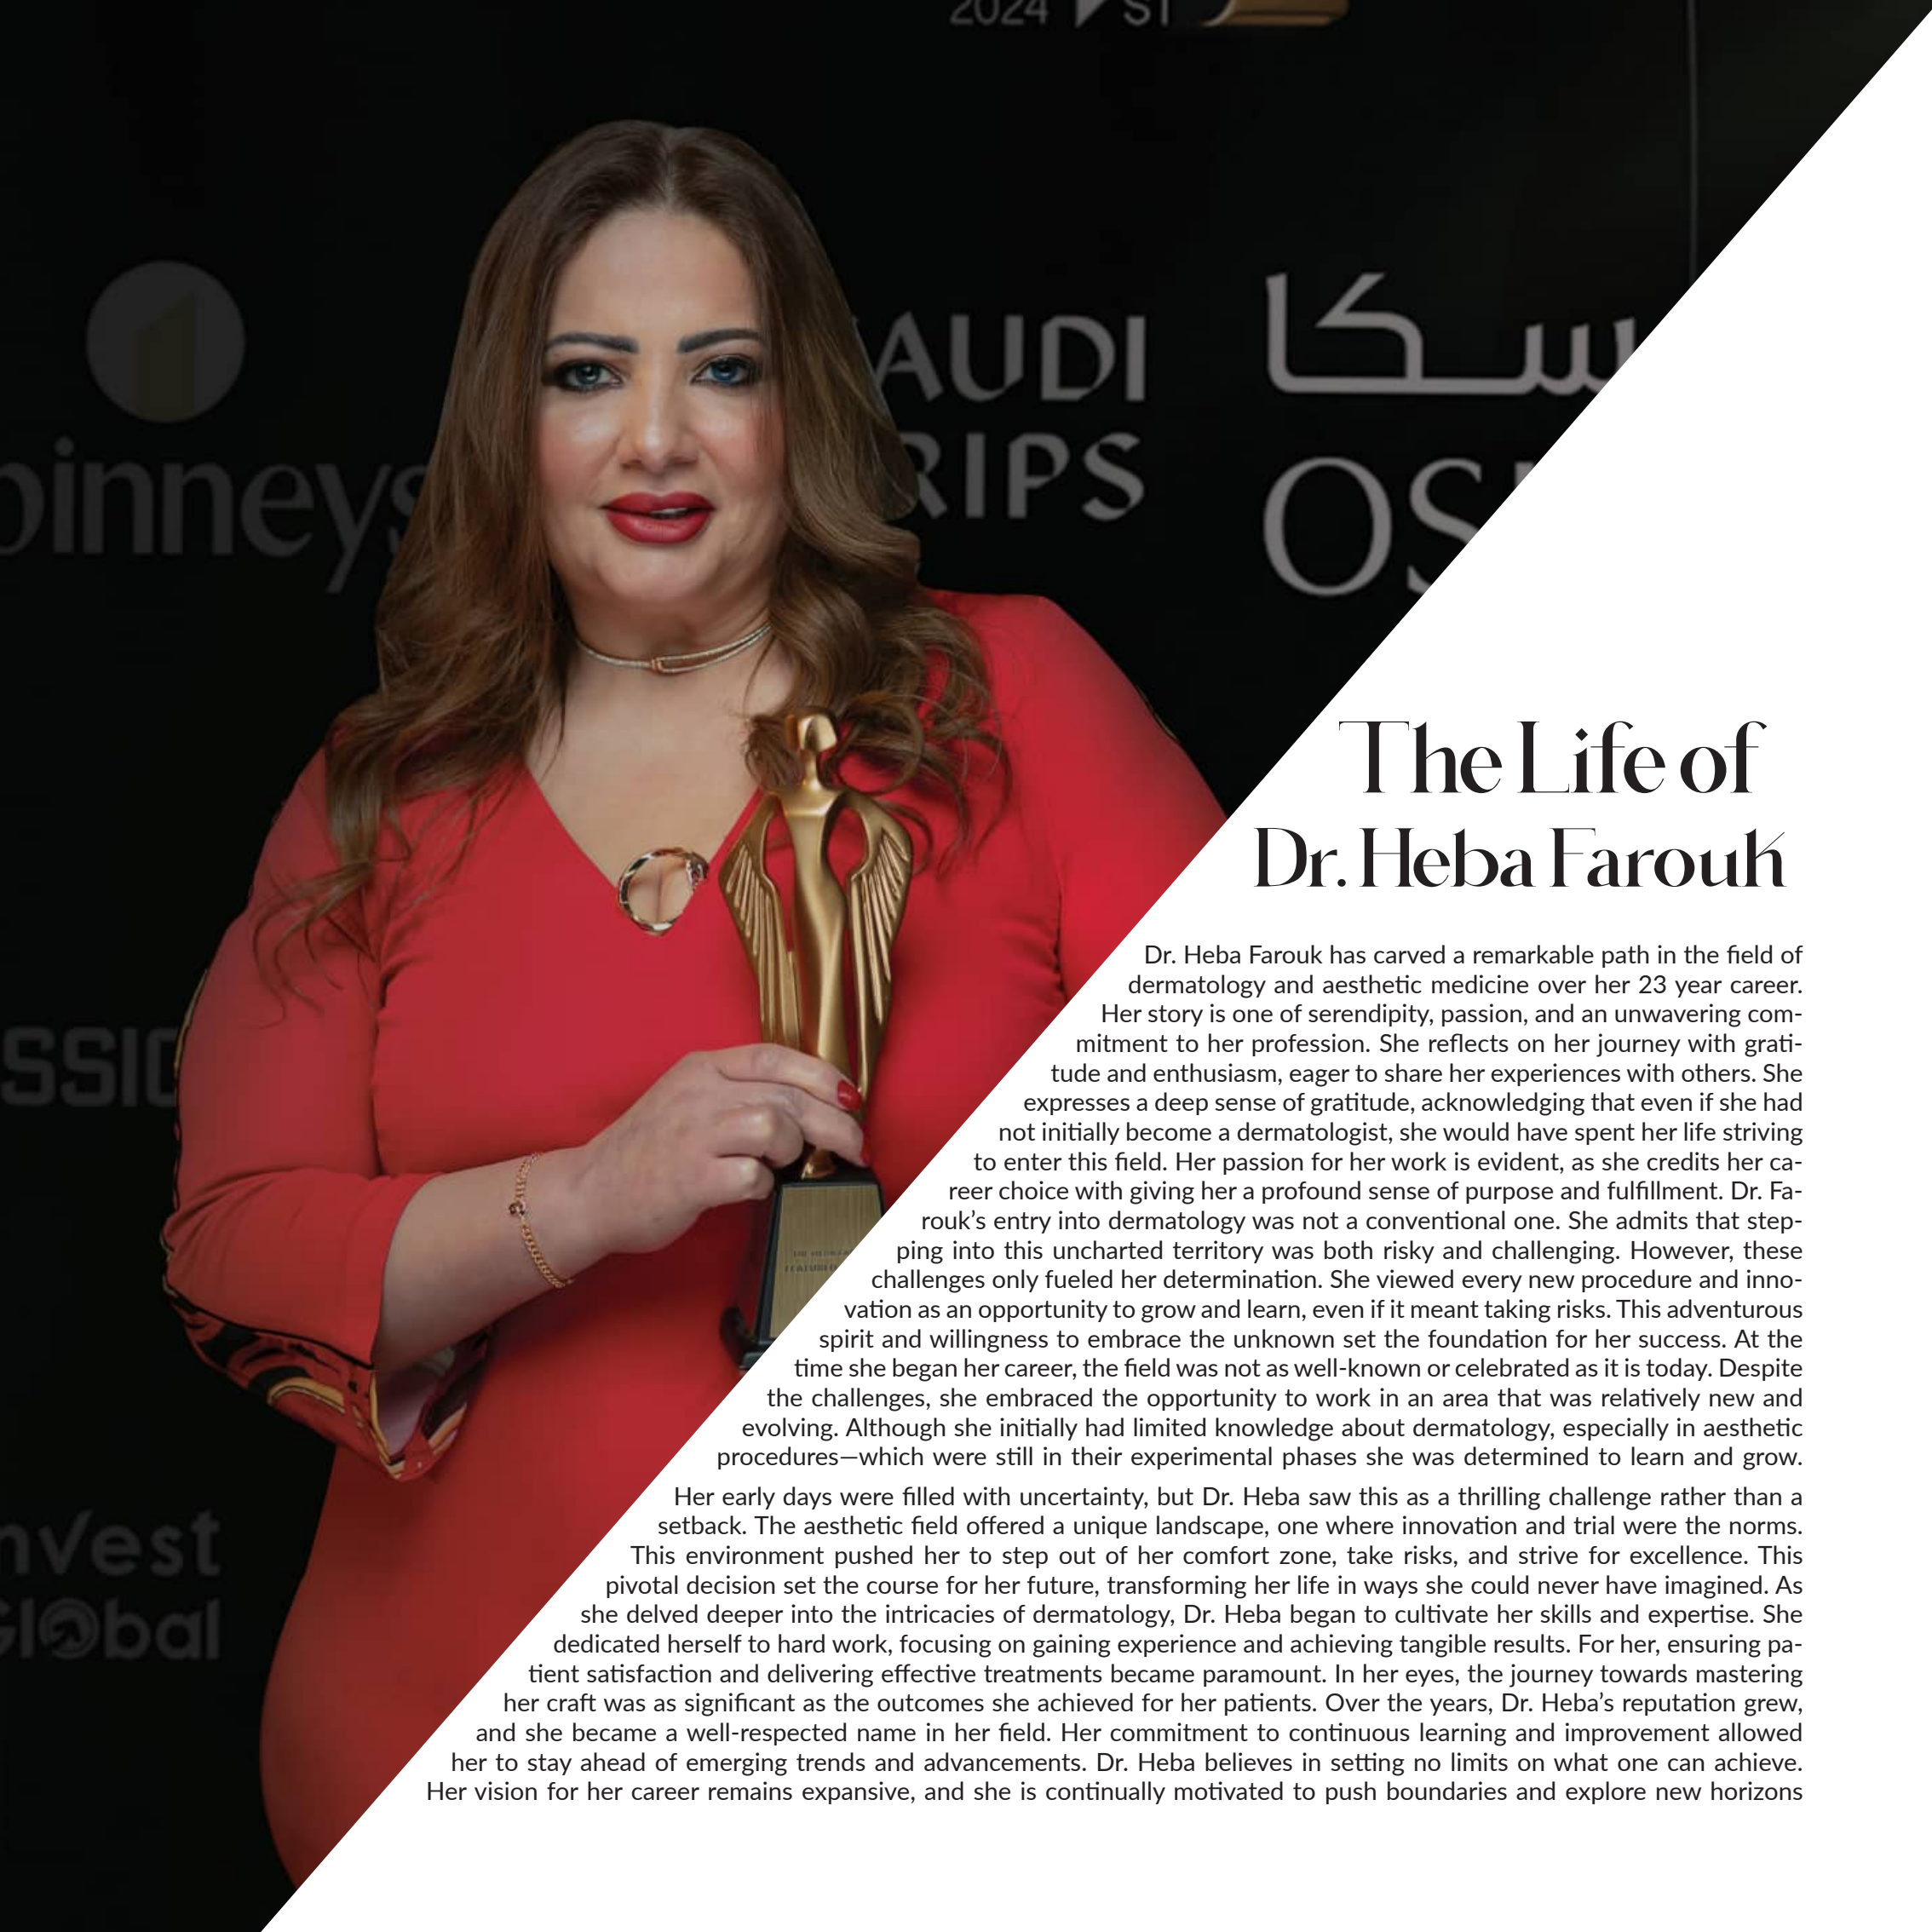 2024
ST
pinneys
AUDI
RIPS
سكا
OS
SSIC
nvest
Global
FEATURE
The Life of
Dr. Heba Farouk
Dr. Heba Farouk has carved a remarkable path in the field of
dermatology and aesthetic medicine over her 23 year career.
Her story is one of serendipity, passion, and an unwavering com-
mitment to her profession. She reflects on her journey with grati-
tude and enthusiasm, eager to share her experiences with others. She
expresses a deep sense of gratitude, acknowledging that even if she had
not initially become a dermatologist, she would have spent her life striving
to enter this field. Her passion for her work is evident, as she credits her ca-
reer choice with giving her a profound sense of purpose and fulfillment. Dr. Fa-
rouk’s entry into dermatology was not a conventional one. She admits that step-
ping into this uncharted territory was both risky and challenging. However, these
challenges only fueled her determination. She viewed every new procedure and inno-
vation as an opportunity to grow and learn, even if it meant taking risks. This adventurous
spirit and willingness to embrace the unknown set the foundation for her success. At the
time she began her career, the field was not as well-known or celebrated as it is today. Despite
the challenges, she embraced the opportunity to work in an area that was relatively new and
evolving. Although she initially had limited knowledge about dermatology, especially in aesthetic
procedures—which were still in their experimental phases she was determined to learn and grow.
Her early days were filled with uncertainty, but Dr. Heba saw this as a thrilling challenge rather than a
setback. The aesthetic field offered a unique landscape, one where innovation and trial were the norms.
This environment pushed her to step out of her comfort zone, take risks, and strive for excellence. This
pivotal decision set the course for her future, transforming her life in ways she could never have imagined. As
she delved deeper into the intricacies of dermatology, Dr. Heba began to cultivate her skills and expertise. She
dedicated herself to hard work, focusing on gaining experience and achieving tangible results. For her, ensuring pa-
tient satisfaction and delivering effective treatments became paramount. In her eyes, the journey towards mastering
her craft was as significant as the outcomes she achieved for her patients. Over the years, Dr. Heba’s reputation grew,
and she became a well-respected name in her field. Her commitment to continuous learning and improvement allowed
her to stay ahead of emerging trends and advancements. Dr. Heba believes in setting no limits on what one can achieve.
Her vision for her career remains expansive, and she is continually motivated to push boundaries and explore new horizons